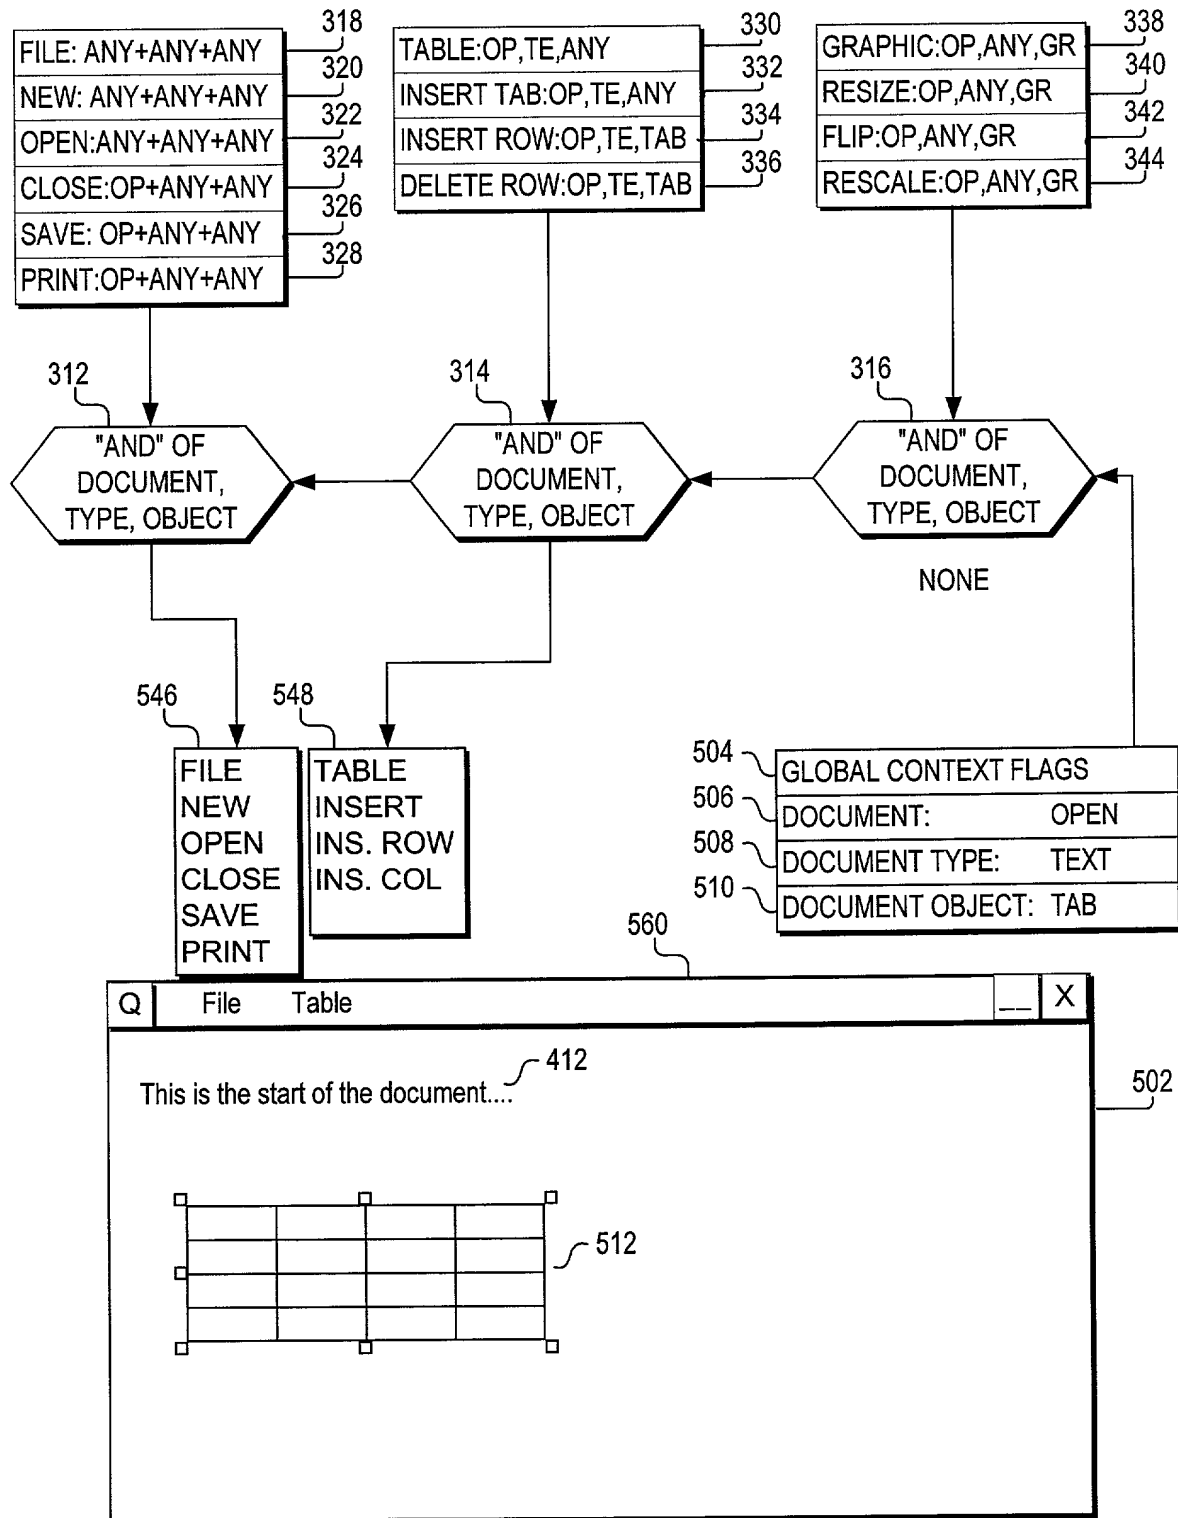 FILE: ANY+ANY+ANY 318
NEW: ANY+ANY+ANY 320
OPEN:ANY+ANY+ANY 322
CLOSE:OP+ANY+ANY 324
SAVE: OP+ANY+ANY 326
PRINT:OP+ANY+ANY 328
TABLE:OP,TE,ANY 330
INSERT TAB:OP,TE,ANY 332
INSERT ROW:OP,TE,TAB 334
DELETE ROW:OP,TE,TAB 336
GRAPHIC:OP,ANY,GR 338
RESIZE:OP,ANY,GR 340
FLIP:OP,ANY,GR 342
RESCALE:OP,ANY,GR 344
312
"AND" OF
DOCUMENT,
TYPE, OBJECT
314
"AND" OF
DOCUMENT,
TYPE, OBJECT
316
"AND" OF
DOCUMENT,
TYPE, OBJECT
NONE
546
FILE
NEW
OPEN
CLOSE
SAVE
PRINT
548
TABLE
INSERT
INS. ROW
INS. COL
504 GLOBAL CONTEXT FLAGS
506 DOCUMENT: OPEN
508 DOCUMENT TYPE: TEXT
510 DOCUMENT OBJECT: TAB
560
Q File Table __ X
This is the start of the document.... 412
502
512